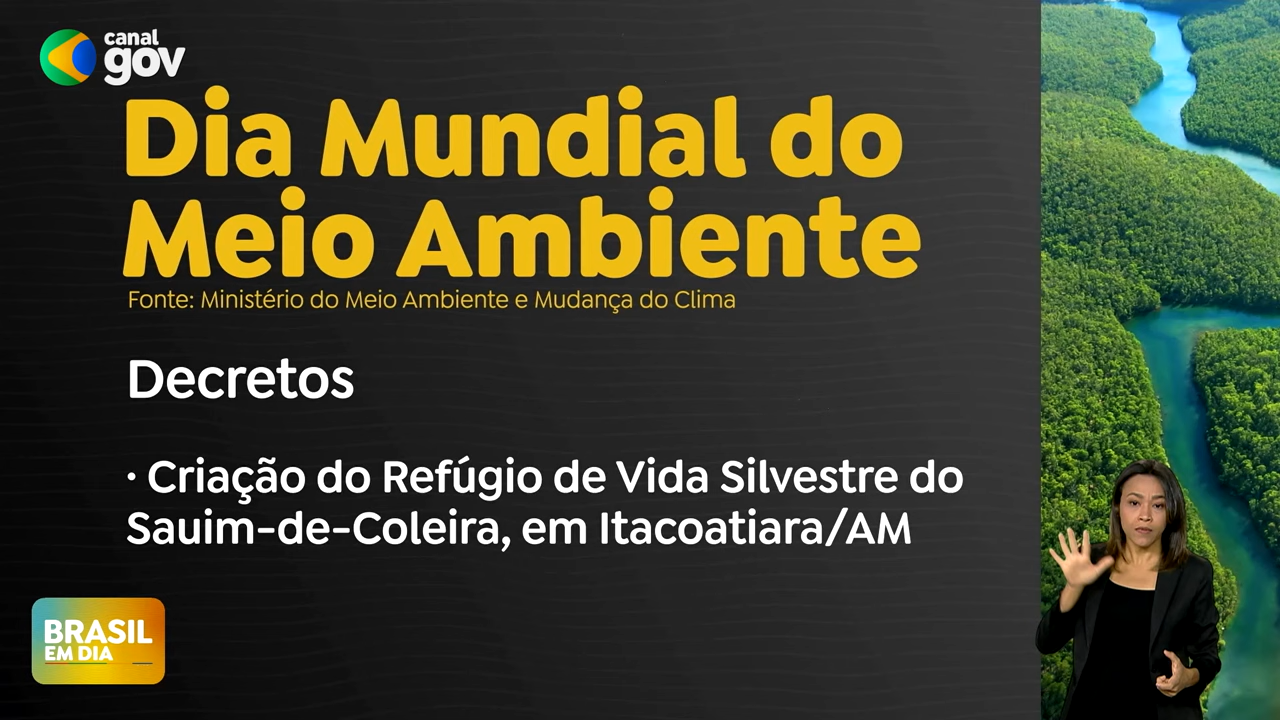 canal
gov
Dia Mundial do
Meio Ambiente
Fonte: Ministério do Meio Ambiente e Mudança do Clima
Decretos
· Criação do Refúgio de Vida Silvestre do
Sauim-de-Coleira, em Itacoatiara/AM
BRASIL
EM DIA